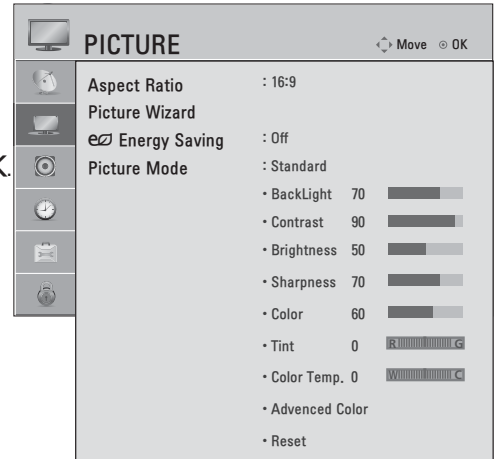 PICTURE
Move ⊙ OK
Aspect Ratio : 16:9
Picture Wizard
Energy Saving : Off
Picture Mode : Standard
• BackLight 70
• Contrast 90
• Brightness 50
• Sharpness 70
• Color 60
• Tint 0 R G
• Color Temp. 0 W C
• Advanced Color
• Reset
K.